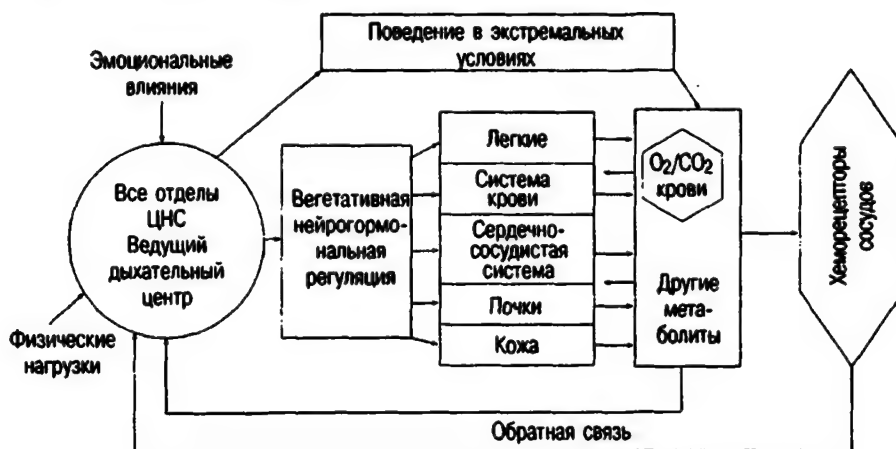 Поведение в экстремальных
условиях
Эмоциональные
влияния
Все отделы
ЦНС
Ведущий
дыхательный
центр
Физические
нагрузки
Вегетативная
нейрогормо-
нальная
регуляция
Легкие
Система
крови
Сердечно-
сосудистая
система
Почки
Кожа
O₂/CO₂
крови
Другие
мета-
болиты
Хеморецепторы
сосудов
Обратная связь